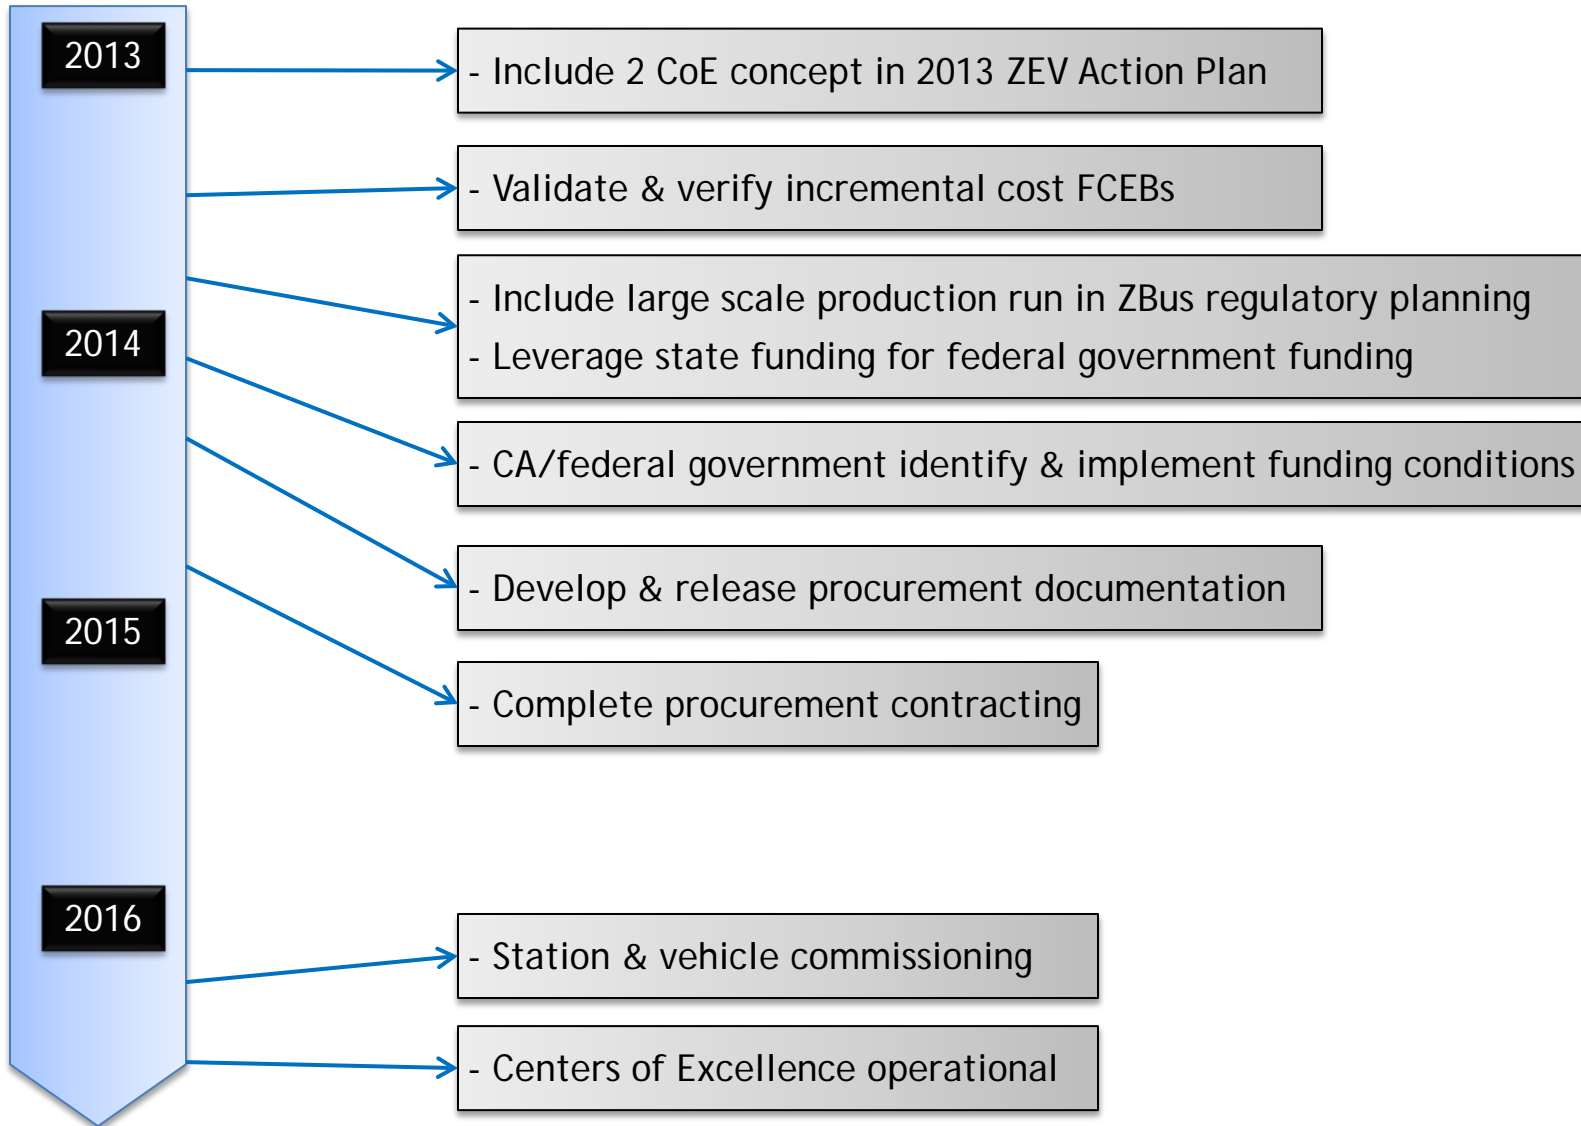 2013
- Include 2 CoE concept in 2013 ZEV Action Plan
- Validate & verify incremental cost FCEBs
- Include large scale production run in ZBus regulatory planning
- Leverage state funding for federal government funding
2014
- CA/federal government identify & implement funding conditions
- Develop & release procurement documentation
2015
- Complete procurement contracting
2016
- Station & vehicle commissioning
- Centers of Excellence operational